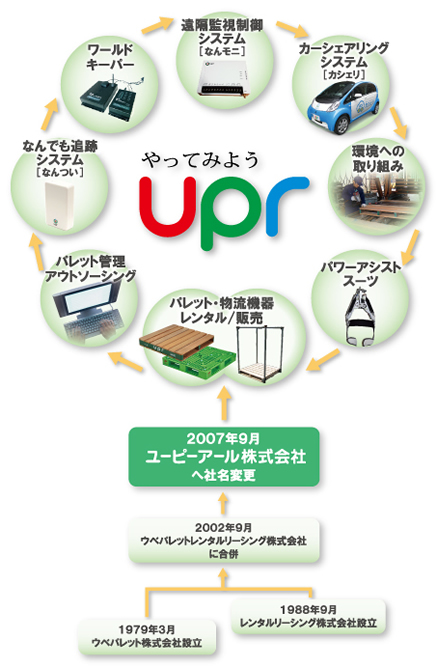 遠隔監視制御
システム
[なんモニ]
ワールド
キーパー
カーシェアリング
システム
[カシェリ]
なんでも追跡
システム
[なんつい]
やってみよう
upr
環境への
取り組み
パレット管理
アウトソーシング
パワーアシスト
スーツ
パレット・物流機器
レンタル/販売
2007年9月
ユーピーアール株式会社
へ社名変更
2002年9月
ウベパレットレンタルリーシング株式会社
に合併
1988年9月
レンタルリーシング株式会社設立
1979年3月
ウベパレット株式会社設立